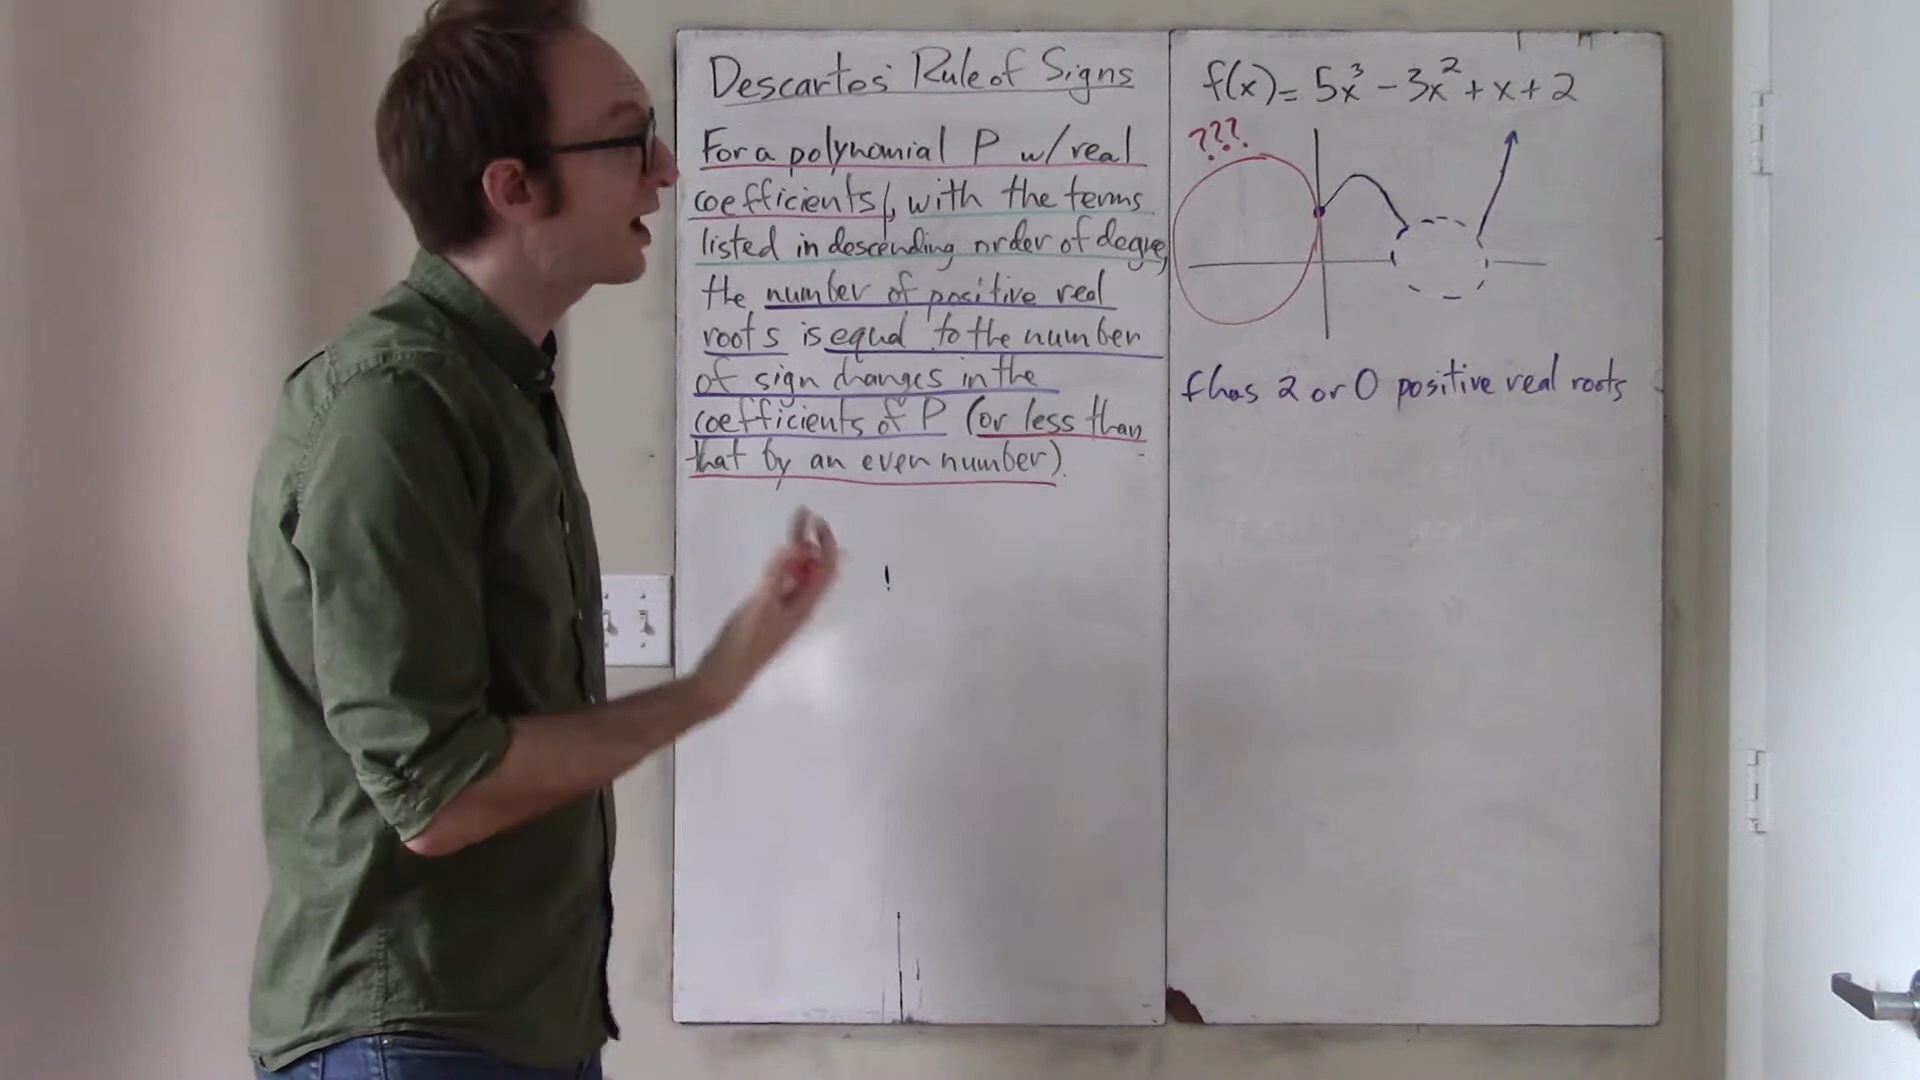 Descartes' Rule of Signs
For a polynomial P w/ real
coefficients, with the terms
listed in descending order of degree,
the number of positive real
roots is equal to the number
of sign changes in the
coefficients of P (or less than
that by an even number).
f(x) = 5x³ - 3x² + x + 2
???
f has 2 or 0 positive real roots